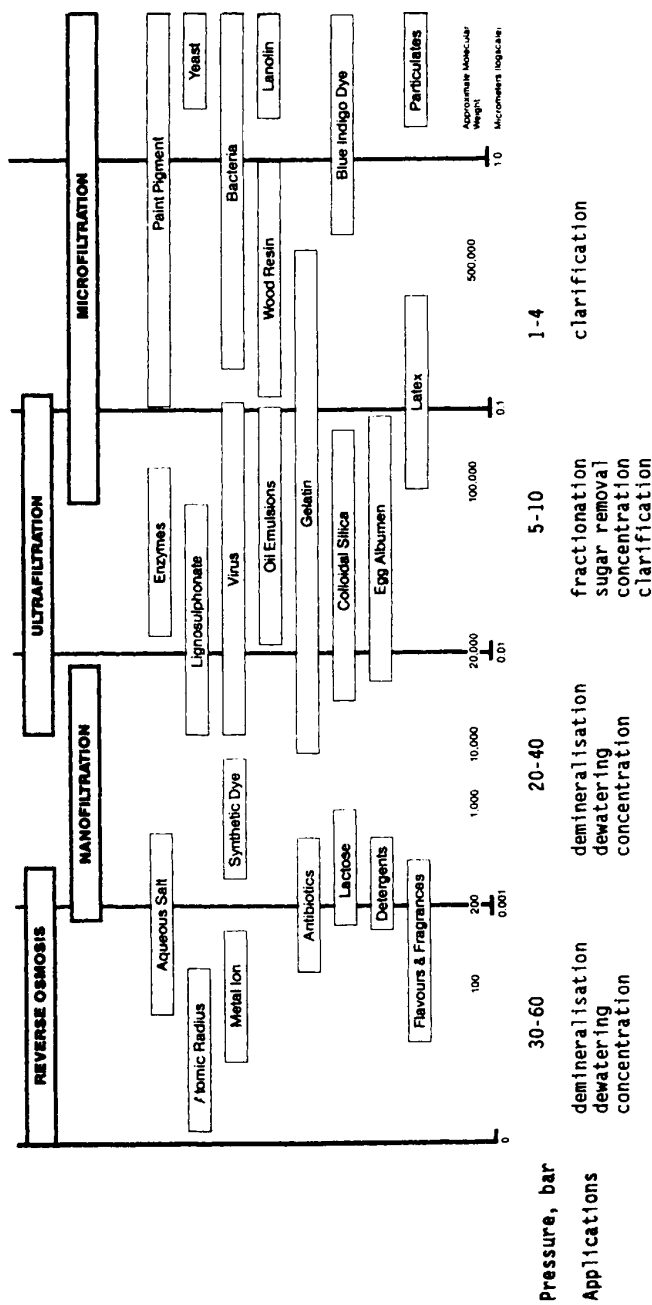 REVERSE OSMOSIS
ULTRAFILTRATION
NANOFILTRATION
MICROFILTRATION
Aqueous Salt
Enzymes
Paint Pigment
tomic Radius
Lignosulphonate
Yeast
Metal Ion
Synthetic Dye
Virus
Bacteria
Oil Emulsions
Wood Resin
Lanolin
Antibiotics
Gelatin
Lactose
Colloidal Silica
Blue Indigo Dye
Detergents
Egg Albumen
Flavours & Fragrances
Latex
Particulates
100
200
1,000
10,000
20,000
100,000
500,000
Approximate Molecular
Weight
0
0.001
0.01
0.1
1.0
Micrometers (logscale)
Pressure, bar
30-60
20-40
5-10
1-4
Applications
demineralisation
dewatering
concentration
demineralisation
dewatering
concentration
fractionation
sugar removal
concentration
clarification
clarification